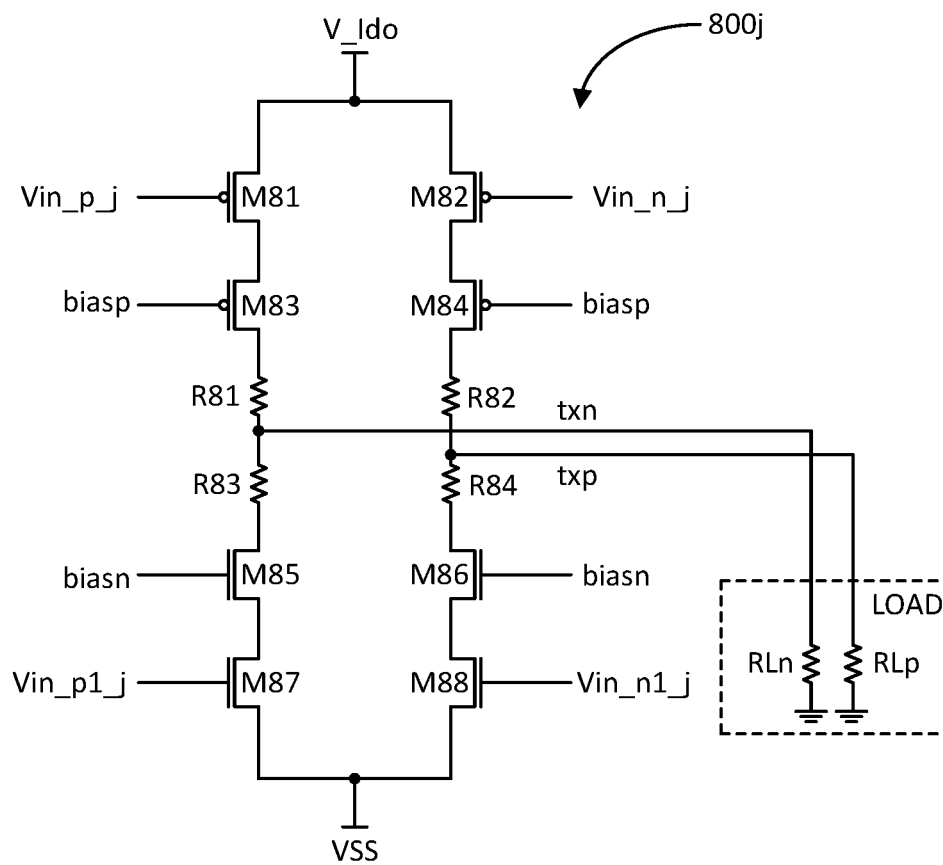 V_Ido
800j
Vin_p_j
M81
M82
Vin_n_j
biasp
M83
M84
biasp
R81
R82
txn
R83
R84
txp
biasn
M85
M86
biasn
LOAD
Vin_p1_j
M87
M88
Vin_n1_j
RLn
RLp
VSS